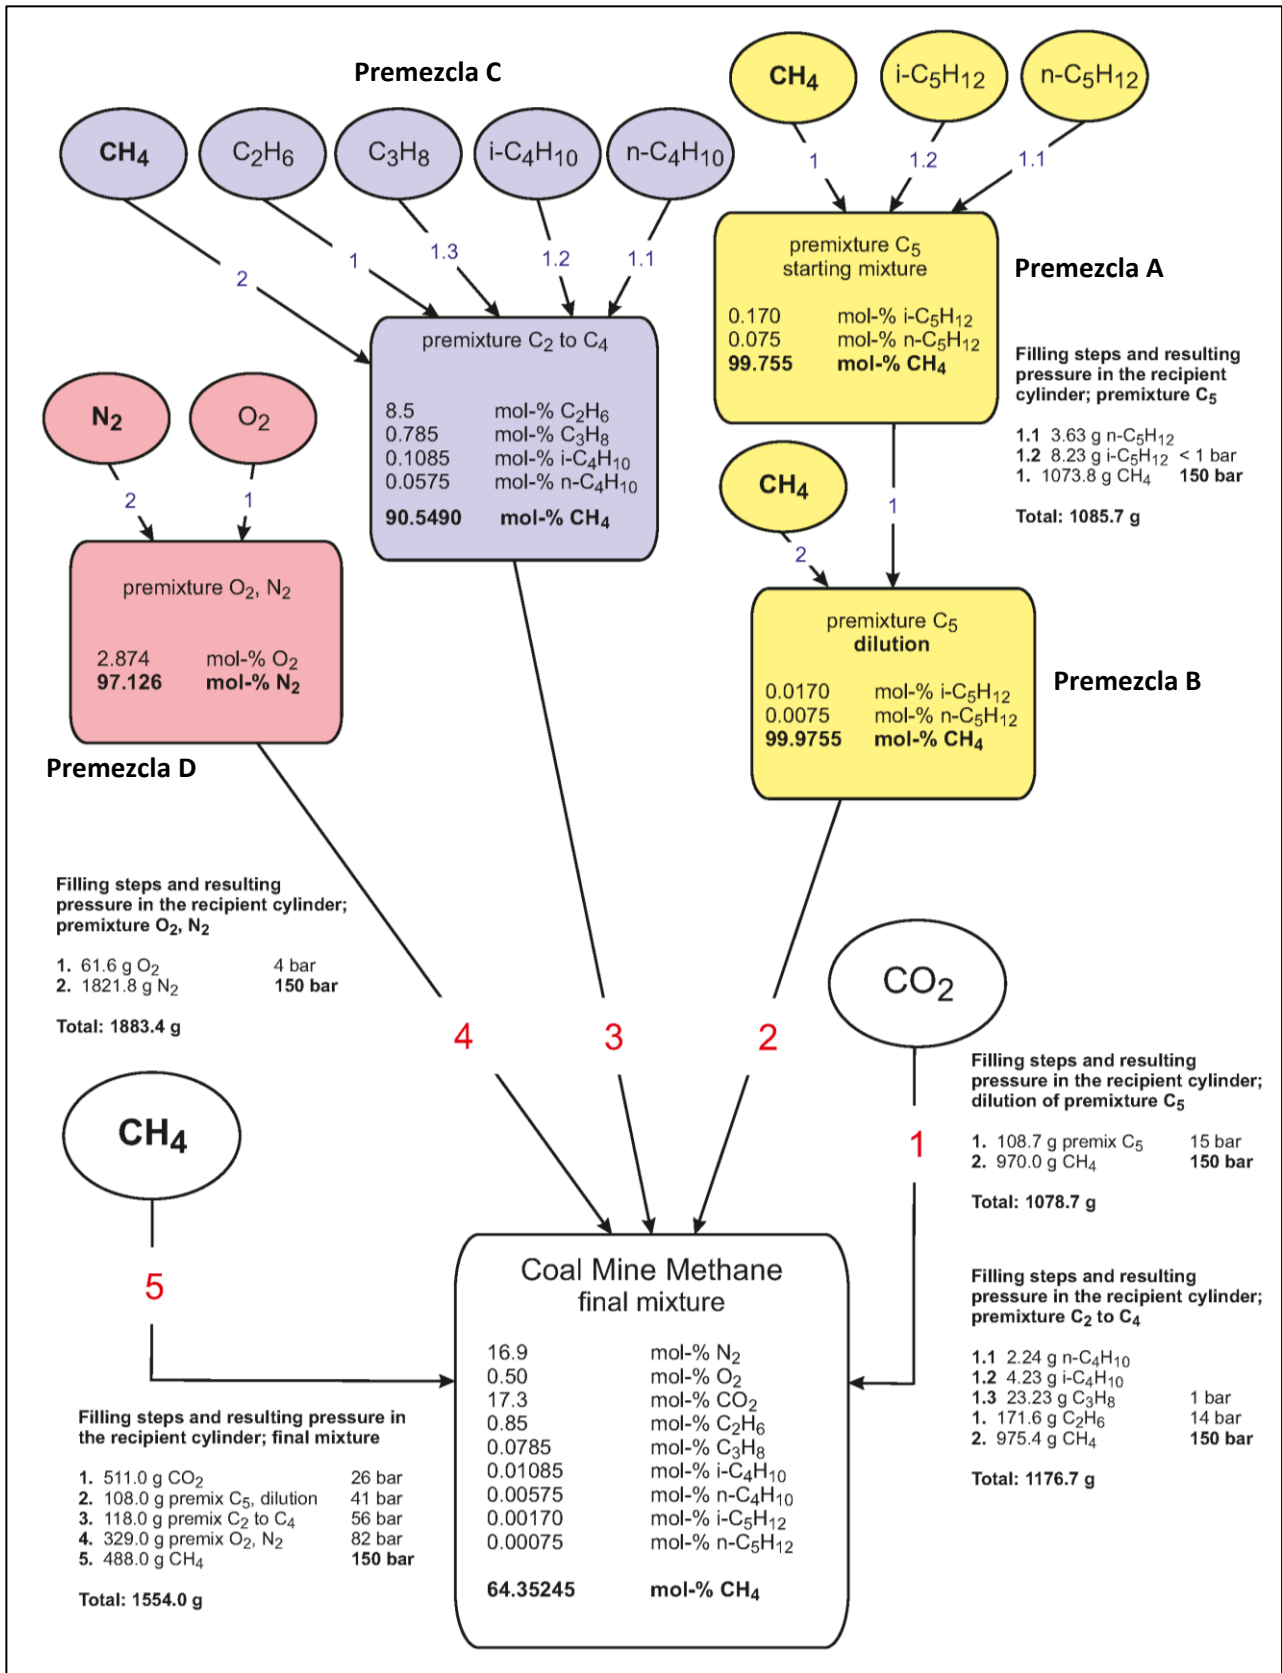 Premezcla C
CH4
C2H6
C3H8
i-C4H10
n-C4H10
2
1
1.3
1.2
1.1
premixture C2 to C4
8.5 mol-% C2H6
0.785 mol-% C3H8
0.1085 mol-% i-C4H10
0.0575 mol-% n-C4H10
90.5490 mol-% CH4
CH4
i-C5H12
n-C5H12
1
1.2
1.1
premixture C5
starting mixture
0.170 mol-% i-C5H12
0.075 mol-% n-C5H12
99.755 mol-% CH4
Premezcla A
Filling steps and resulting
pressure in the recipient
cylinder; premixture C5
1.1 3.63 g n-C5H12
1.2 8.23 g i-C5H12 < 1 bar
1. 1073.8 g CH4 150 bar
Total: 1085.7 g
N2
O2
2
1
premixture O2, N2
2.874 mol-% O2
97.126 mol-% N2
Premezcla D
CH4
2
1
premixture C5
dilution
0.0170 mol-% i-C5H12
0.0075 mol-% n-C5H12
99.9755 mol-% CH4
Premezcla B
Filling steps and resulting
pressure in the recipient cylinder;
premixture O2, N2
1. 61.6 g O2 4 bar
2. 1821.8 g N2 150 bar
Total: 1883.4 g
4
3
2
CO2
1
Filling steps and resulting
pressure in the recipient cylinder;
dilution of premixture C5
1. 108.7 g premix C5 15 bar
2. 970.0 g CH4 150 bar
Total: 1078.7 g
CH4
5
Coal Mine Methane
final mixture
16.9 mol-% N2
0.50 mol-% O2
17.3 mol-% CO2
0.85 mol-% C2H6
0.0785 mol-% C3H8
0.01085 mol-% i-C4H10
0.00575 mol-% n-C4H10
0.00170 mol-% i-C5H12
0.00075 mol-% n-C5H12
64.35245 mol-% CH4
Filling steps and resulting
pressure in the recipient cylinder;
premixture C2 to C4
1.1 2.24 g n-C4H10
1.2 4.23 g i-C4H10
1.3 23.23 g C3H8 1 bar
1. 171.6 g C2H6 14 bar
2. 975.4 g CH4 150 bar
Total: 1176.7 g
Filling steps and resulting pressure in
the recipient cylinder; final mixture
1. 511.0 g CO2 26 bar
2. 108.0 g premix C5, dilution 41 bar
3. 118.0 g premix C2 to C4 56 bar
4. 329.0 g premix O2, N2 82 bar
5. 488.0 g CH4 150 bar
Total: 1554.0 g